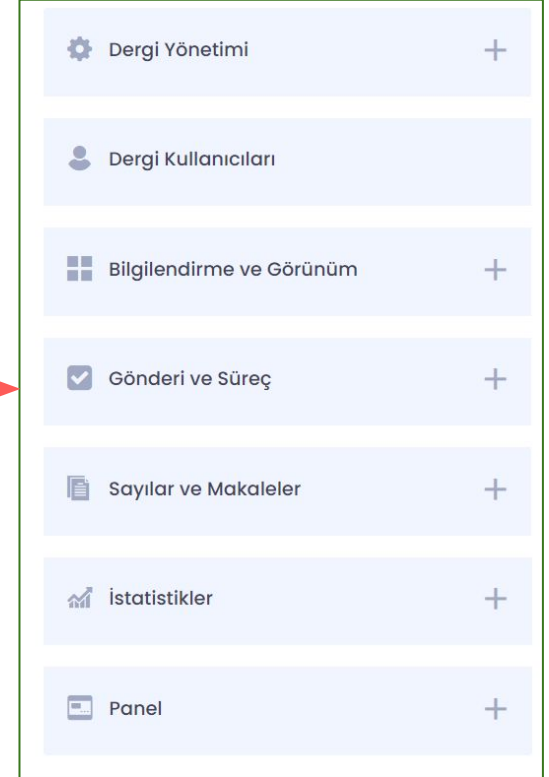 Dergi Yönetimi
Dergi Kullanıcıları
Bilgilendirme ve Görünüm
Gönderi ve Süreç
Sayılar ve Makaleler
İstatistikler
Panel